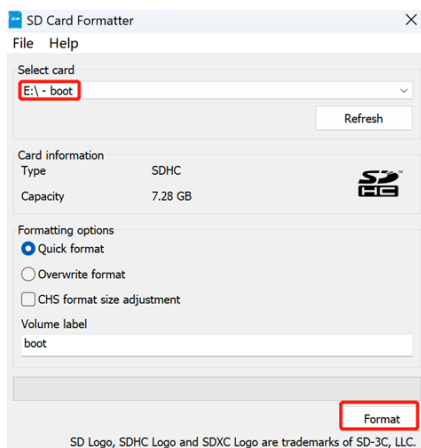 SD Card Formatter
File Help
Select card
E:\ - boot
Refresh
Card information
Type SDHC
Capacity 7.28 GB
SD
HC
Formatting options
Quick format
Overwrite format
CHS format size adjustment
Volume label
boot
Format
SD Logo, SDHC Logo and SDXC Logo are trademarks of SD-3C, LLC.